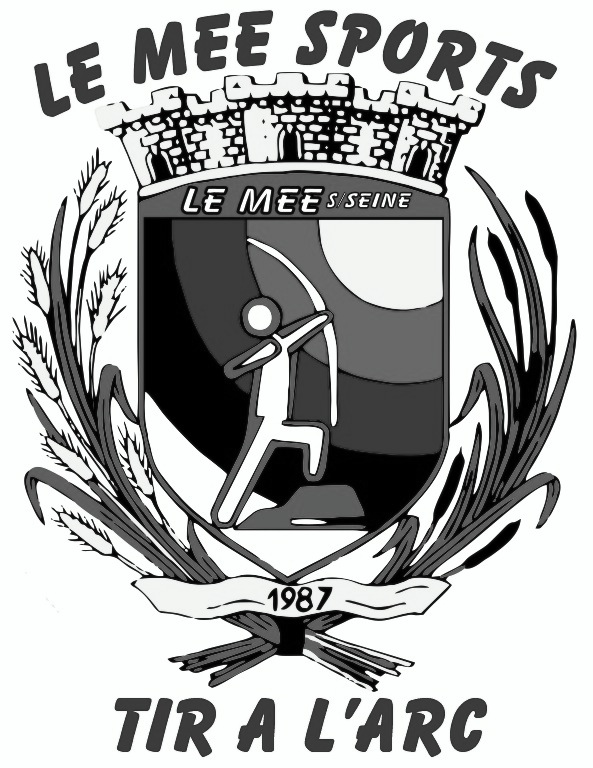 LE MEE SPORTS
LE MEE S/SEINE
1987
TIR A L'ARC